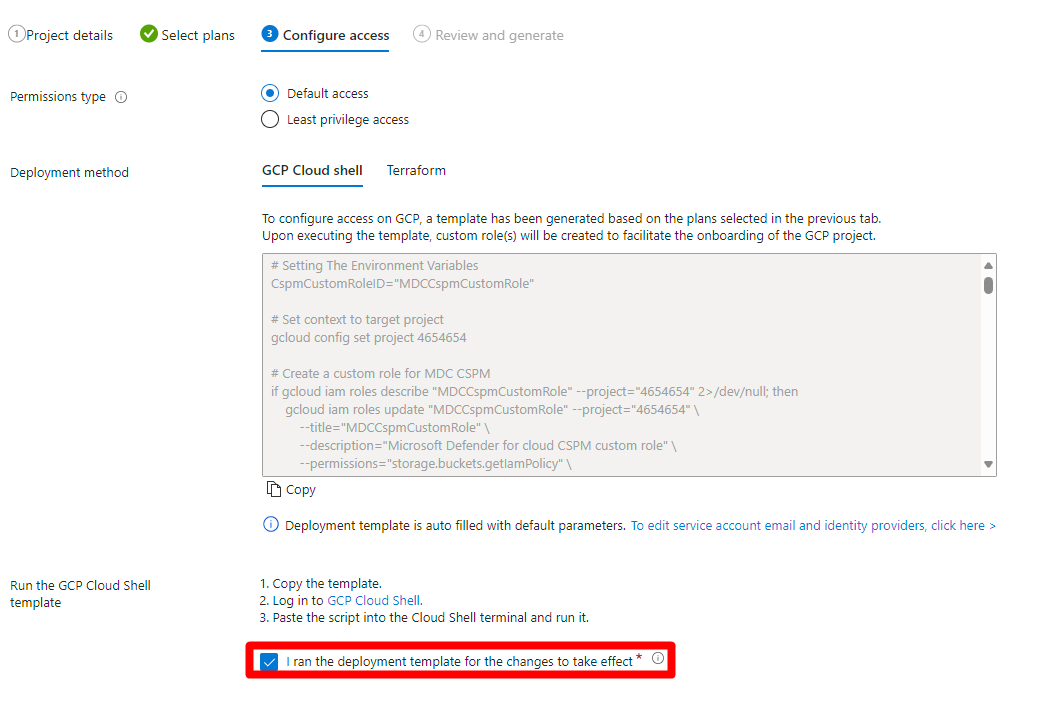 1 Project details Select plans 3 Configure access 4 Review and generate
Permissions type
Default access
Least privilege access
Deployment method
GCP Cloud shell Terraform
To configure access on GCP, a template has been generated based on the plans selected in the previous tab.
Upon executing the template, custom role(s) will be created to facilitate the onboarding of the GCP project.
# Setting The Environment Variables
CspmCustomRoleID="MDCCspmCustomRole"
# Set context to target project
gcloud config set project 4654654
# Create a custom role for MDC CSPM
if gcloud iam roles describe "MDCCspmCustomRole" --project="4654654" 2>/dev/null; then
gcloud iam roles update "MDCCspmCustomRole" --project="4654654" \
--title="MDCCspmCustomRole" \
--description="Microsoft Defender for cloud CSPM custom role" \
--permissions="storage.buckets.getIamPolicy" \
Copy
Deployment template is auto filled with default parameters. To edit service account email and identity providers, click here >
Run the GCP Cloud Shell
template
1. Copy the template.
2. Log in to GCP Cloud Shell.
3. Paste the script into the Cloud Shell terminal and run it.
I ran the deployment template for the changes to take effect *